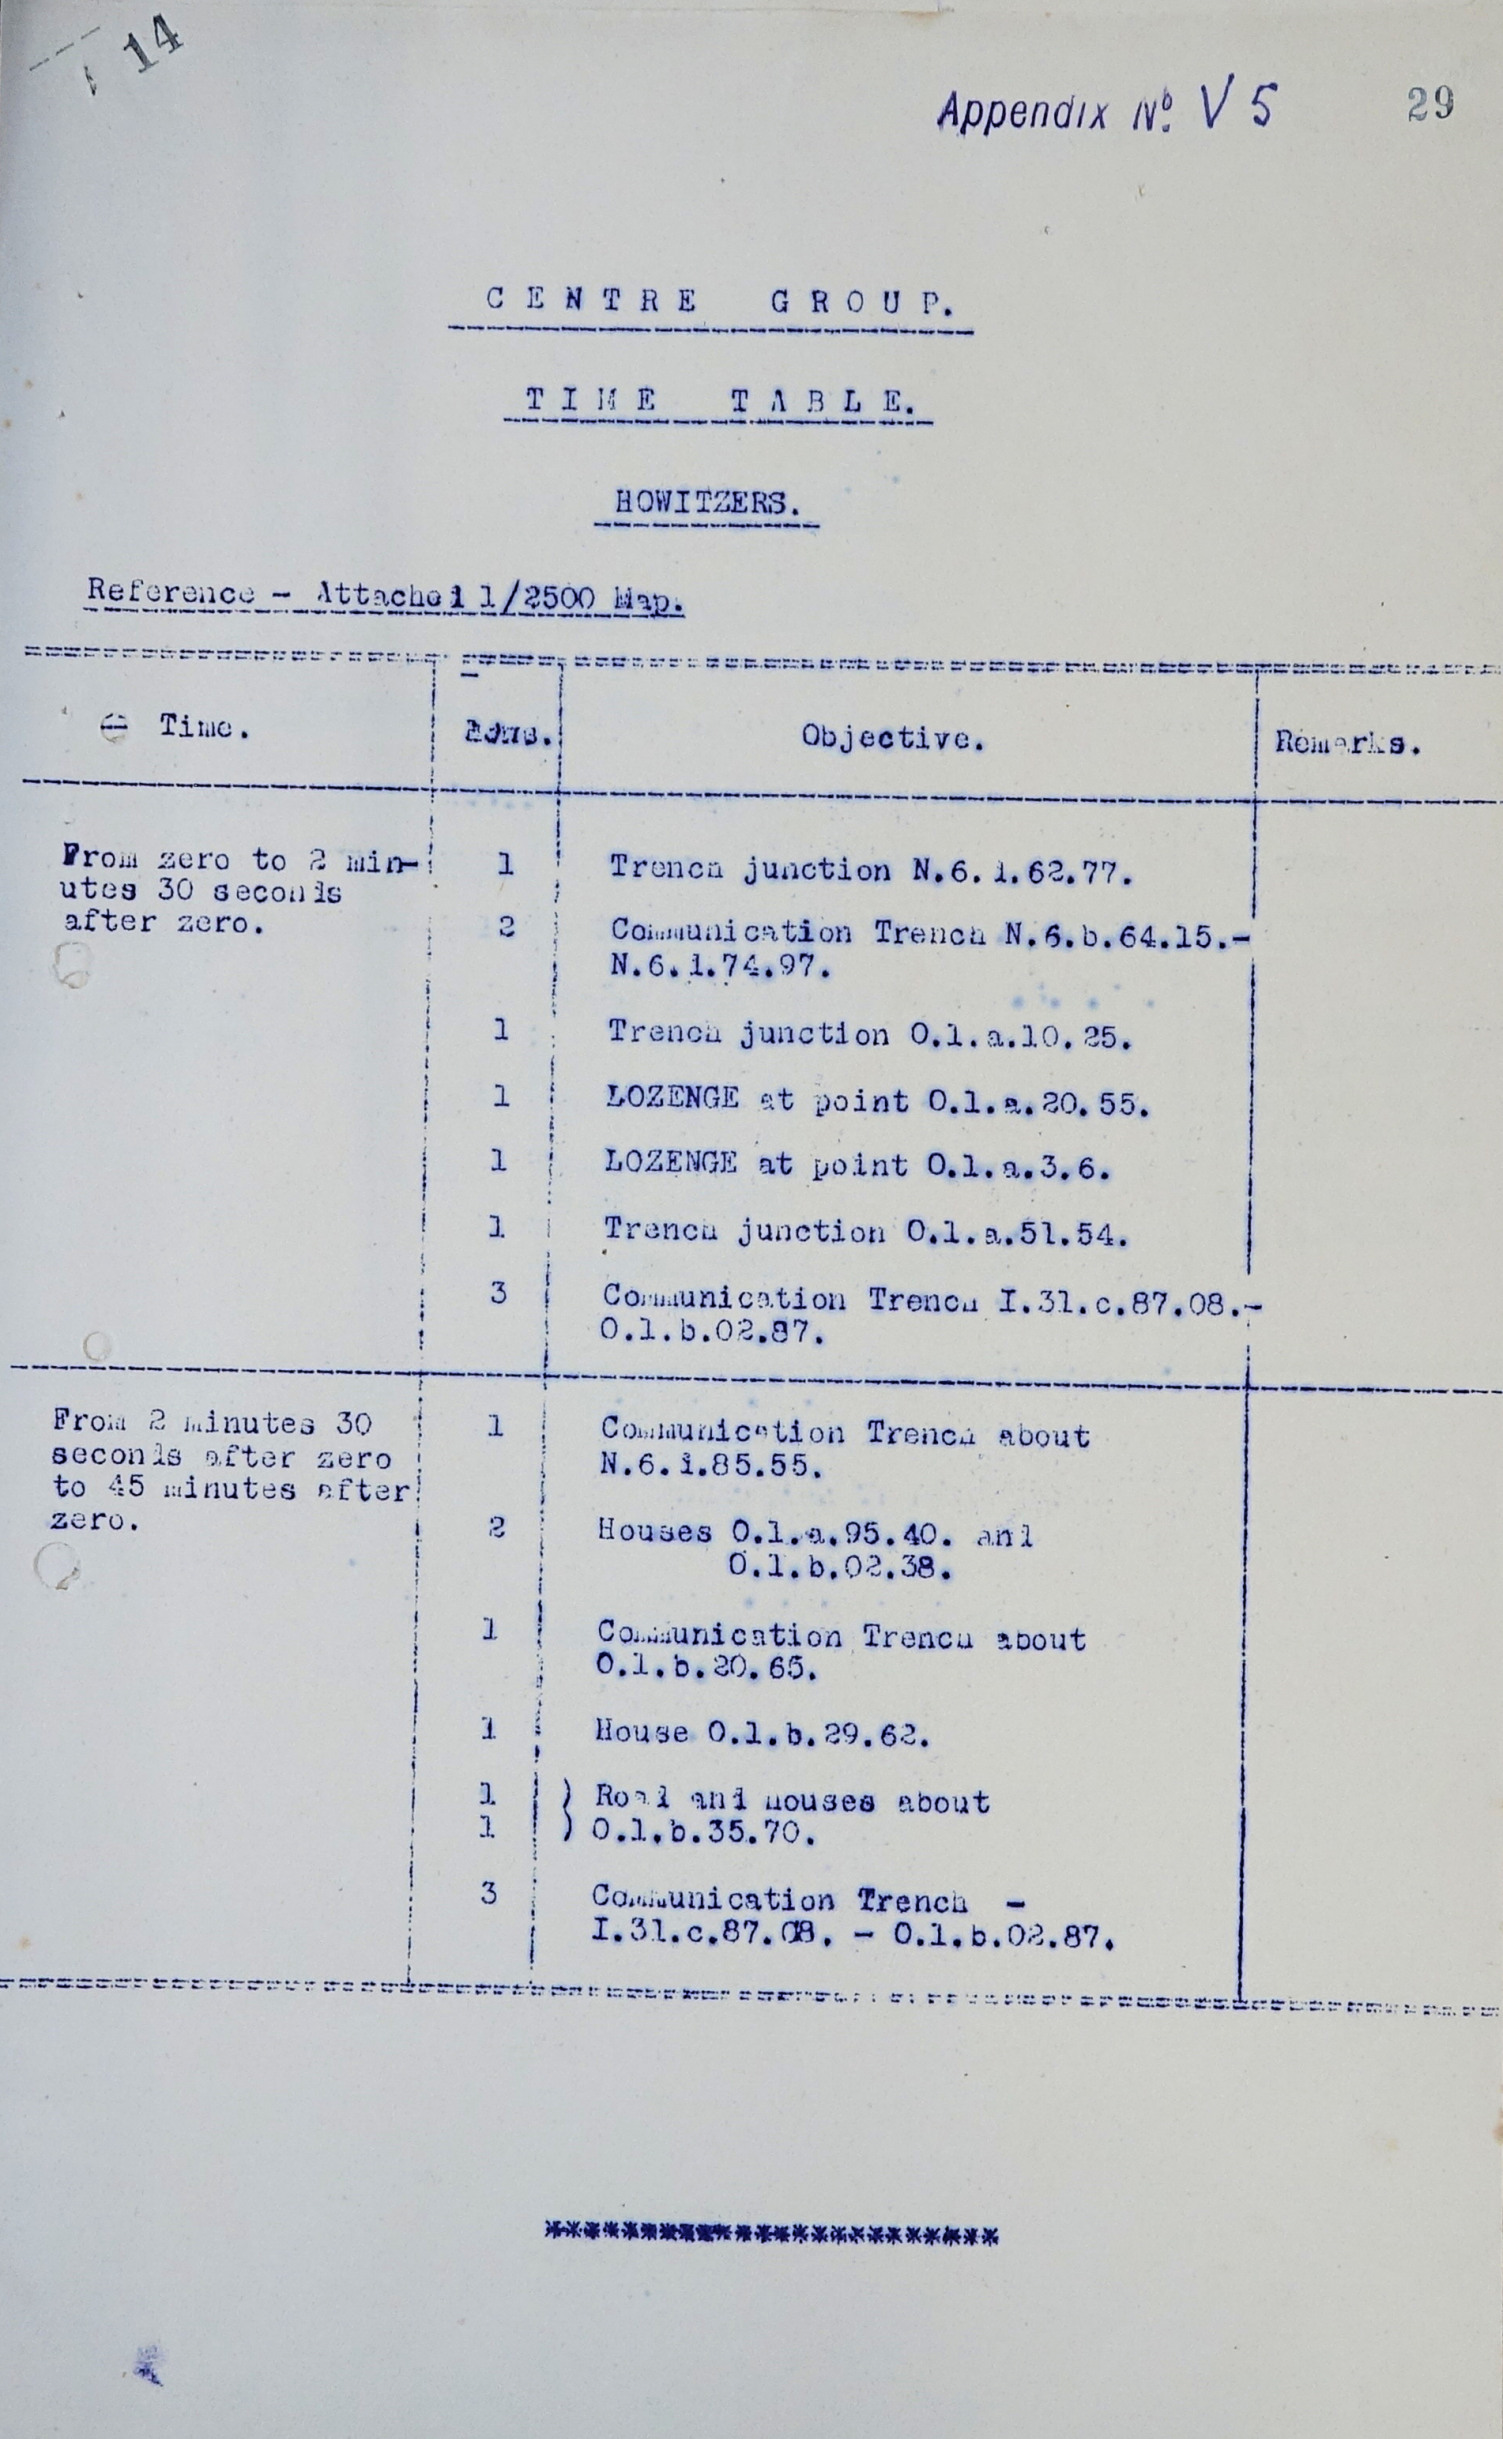 14
Appendix No. V 5
29
CENTRE GROUP.
TIME TABLE.
HOWITZERS.
Reference - Attached 1/2500 Map.
Time. Hows. Objective. Remarks.
From zero to 2 min- 1 Trench junction N.6.d.62.77.
utes 30 seconds
after zero. 2 Communication Trench N.6.b.64.15.-
N.6.d.74.97.
1 Trench junction O.1.a.10.25.
1 LOZENGE at point O.1.a.20.55.
1 LOZENGE at point O.1.a.3.6.
1 Trench junction O.1.a.51.54.
3 Communication Trench I.31.c.87.08.-
O.1.b.02.87.
From 2 minutes 30 1 Communication Trench about
seconds after zero N.6.d.85.55.
to 45 minutes after
zero. 2 Houses O.1.a.95.40. and
O.1.b.02.38.
1 Communication Trench about
O.1.b.20.65.
1 House O.1.b.29.62.
1 ) Road and houses about
1 ) O.1.b.35.70.
3 Communication Trench -
I.31.c.87.08. - O.1.b.02.87.
************************